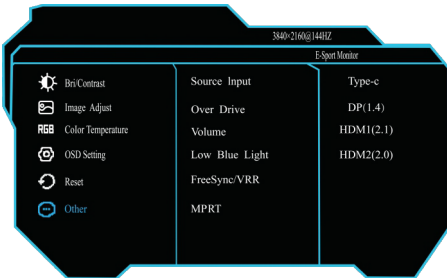 3840×2160@144HZ
E-Sport Monitor
Bri/Contrast
Image Adjust
RGB Color Temperature
OSD Setting
Reset
Other
Source Input
Over Drive
Volume
Low Blue Light
FreeSync/VRR
MPRT
Type-c
DP(1.4)
HDM1(2.1)
HDM2(2.0)